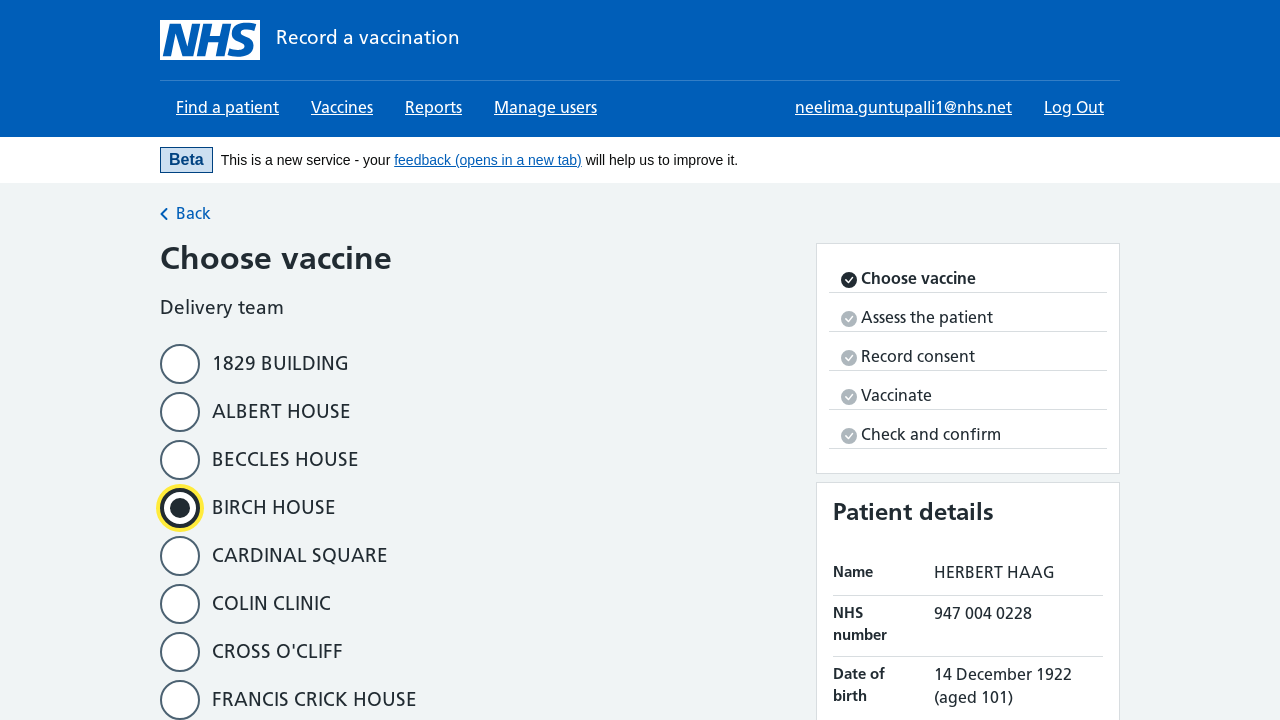 NHS Record a vaccination
Find a patient Vaccines Reports Manage users neelima.guntupalli1@nhs.net Log Out
Beta This is a new service - your feedback (opens in a new tab) will help us to improve it.
Back
Choose vaccine
Delivery team
1829 BUILDING
ALBERT HOUSE
BECCLES HOUSE
BIRCH HOUSE
CARDINAL SQUARE
COLIN CLINIC
CROSS O'CLIFF
FRANCIS CRICK HOUSE
Choose vaccine
Assess the patient
Record consent
Vaccinate
Check and confirm
Patient details
Name HERBERT HAAG
NHS number 947 004 0228
Date of birth 14 December 1922 (aged 101)